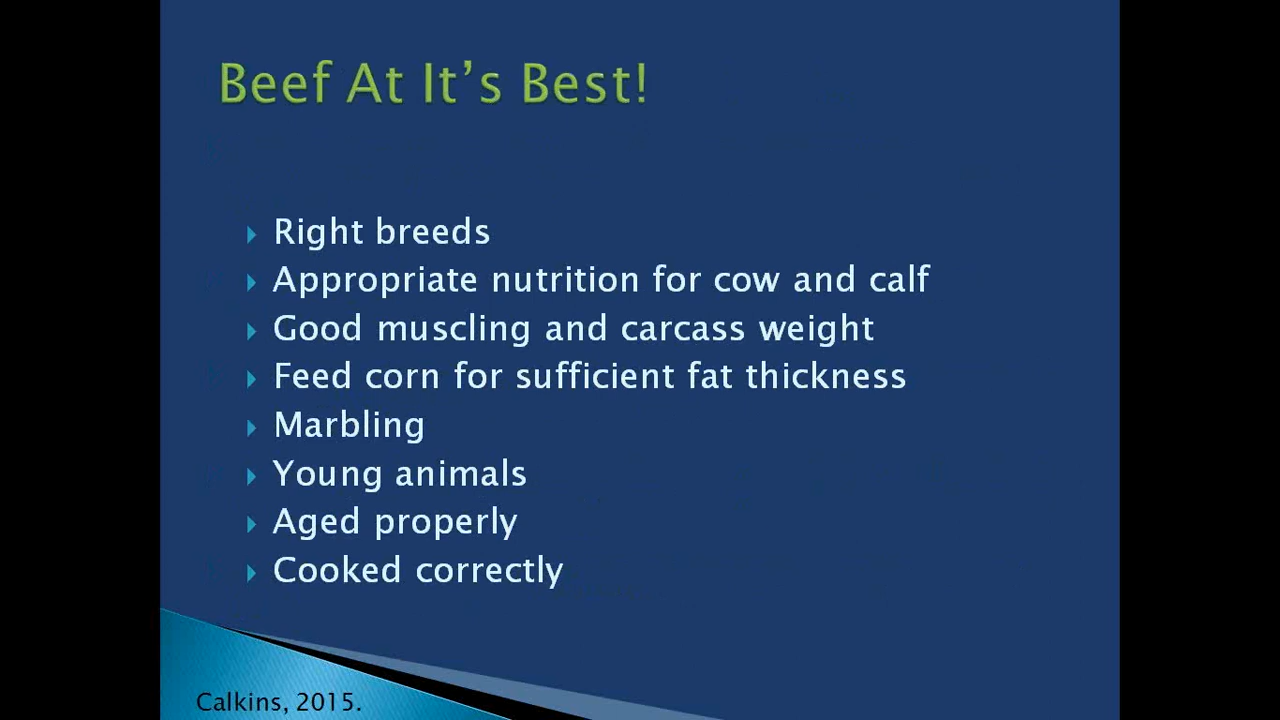 Beef At It's Best!
Right breeds
Appropriate nutrition for cow and calf
Good muscling and carcass weight
Feed corn for sufficient fat thickness
Marbling
Young animals
Aged properly
Cooked correctly
Calkins, 2015.